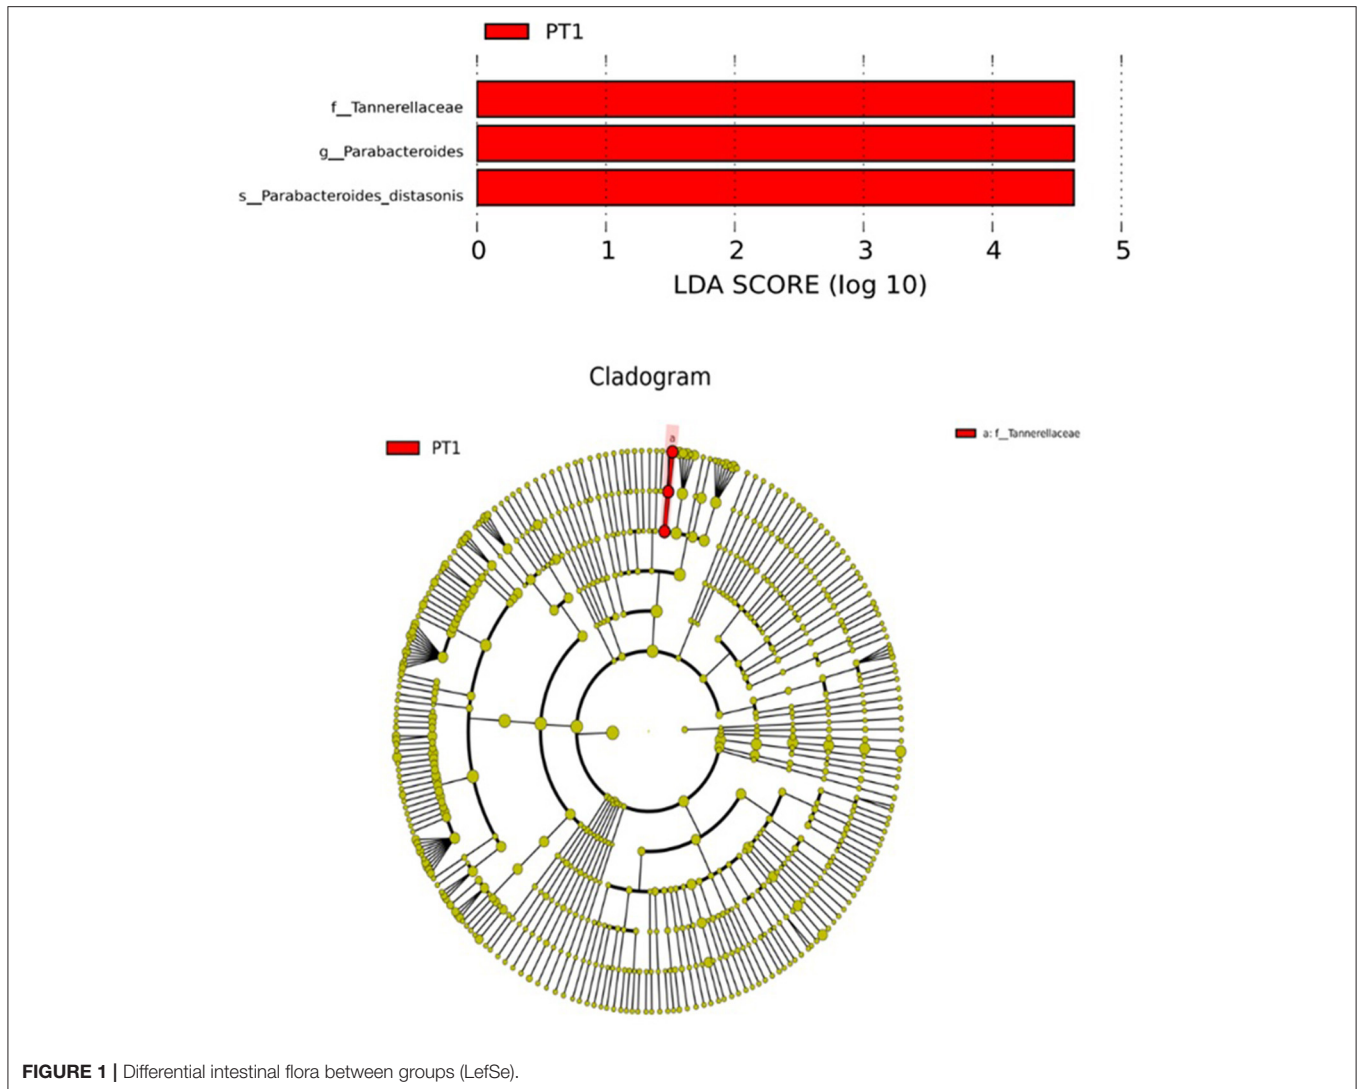 PT1
f__Tannerellaceae
g__Parabacteroides
s__Parabacteroides_distasonis
0 1 2 3 4 5
LDA SCORE (log 10)
Cladogram
PT1
a: f__Tannerellaceae
a
FIGURE 1 | Differential intestinal flora between groups (LefSe).